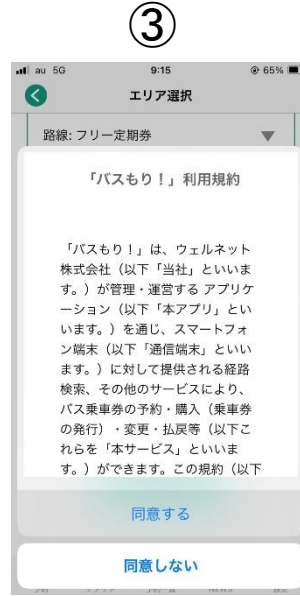 ③
au 5G 9:15 65%
エリア選択
路線: フリー定期券
「バスもり！」利用規約
「バスもり！」は、ウェルネット
株式会社（以下「当社」といいま
す。）が管理・運営する アプリケ
ーション（以下「本アプリ」とい
います。）を通じ、スマートフォ
ン端末（以下「通信端末」といい
ます。）に対して提供される経路
検索、その他のサービスにより、
バス乗車券の予約・購入（乗車券
の発行）・変更・払戻等（以下こ
れらを「本サービス」といいま
す。）ができます。この規約（以下
同意する
同意しない